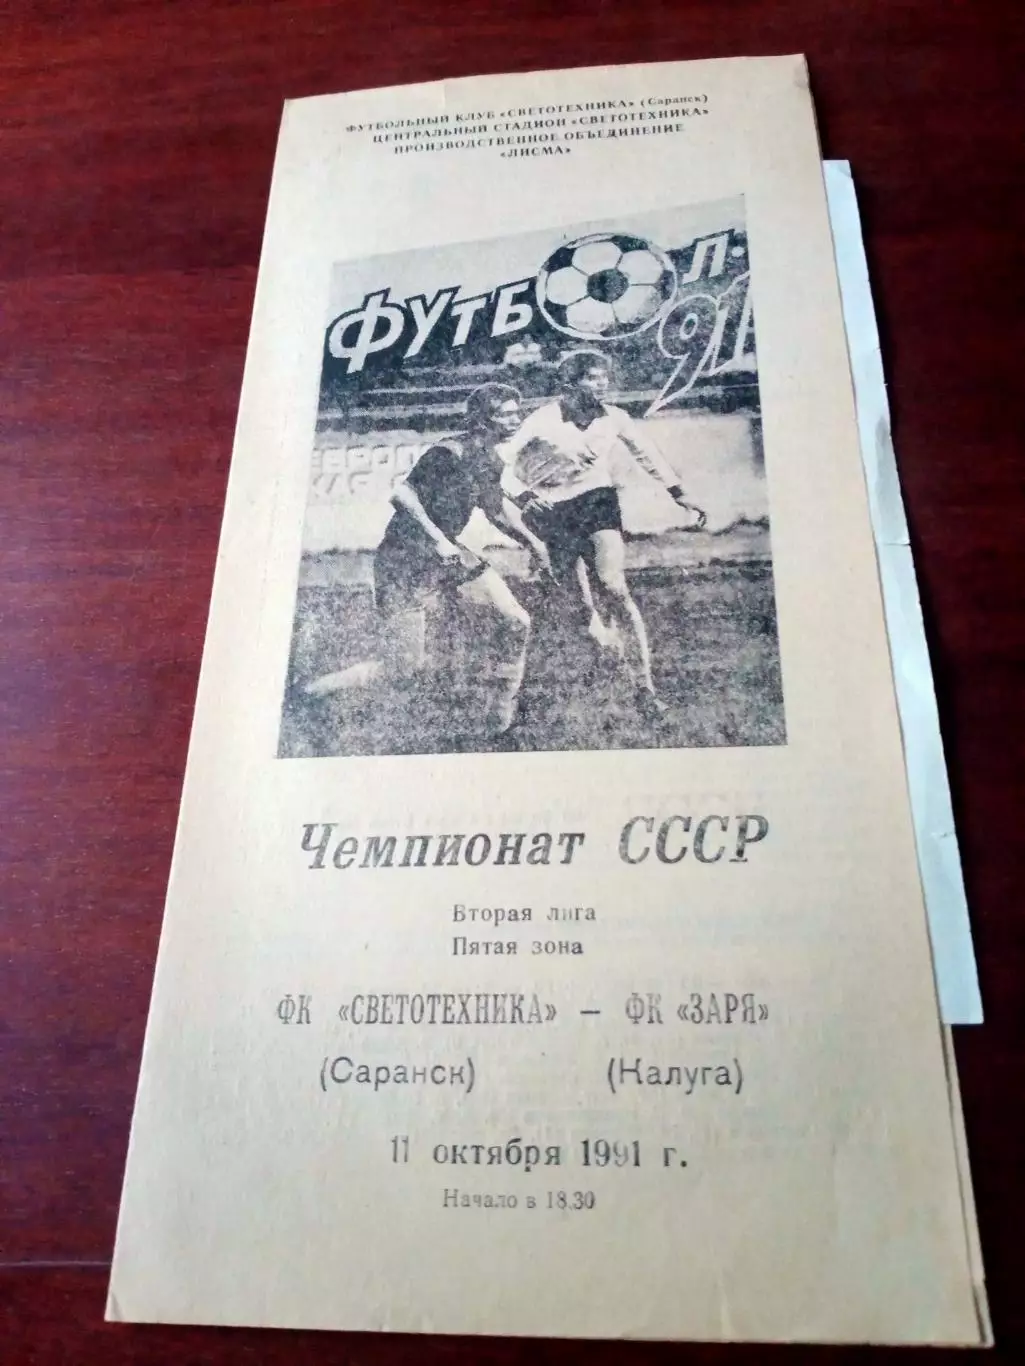 ФУТБОЛЬНЫЙ КЛУБ «СВЕТОТЕХНИКА» (Саранск)
ЦЕНТРАЛЬНЫЙ СТАДИОН «СВЕТОТЕХНИКА»
ПРОИЗВОДСТВЕННОЕ ОБЪЕДИНЕНИЕ
«ЛИСМА»
ФУТБОЛ-
91
Чемпионат СССР
Вторая лига
Пятая зона
ФК «СВЕТОТЕХНИКА» — ФК «ЗАРЯ»
(Саранск) (Калуга)
11 октября 1991 г.
Начало в 18.30